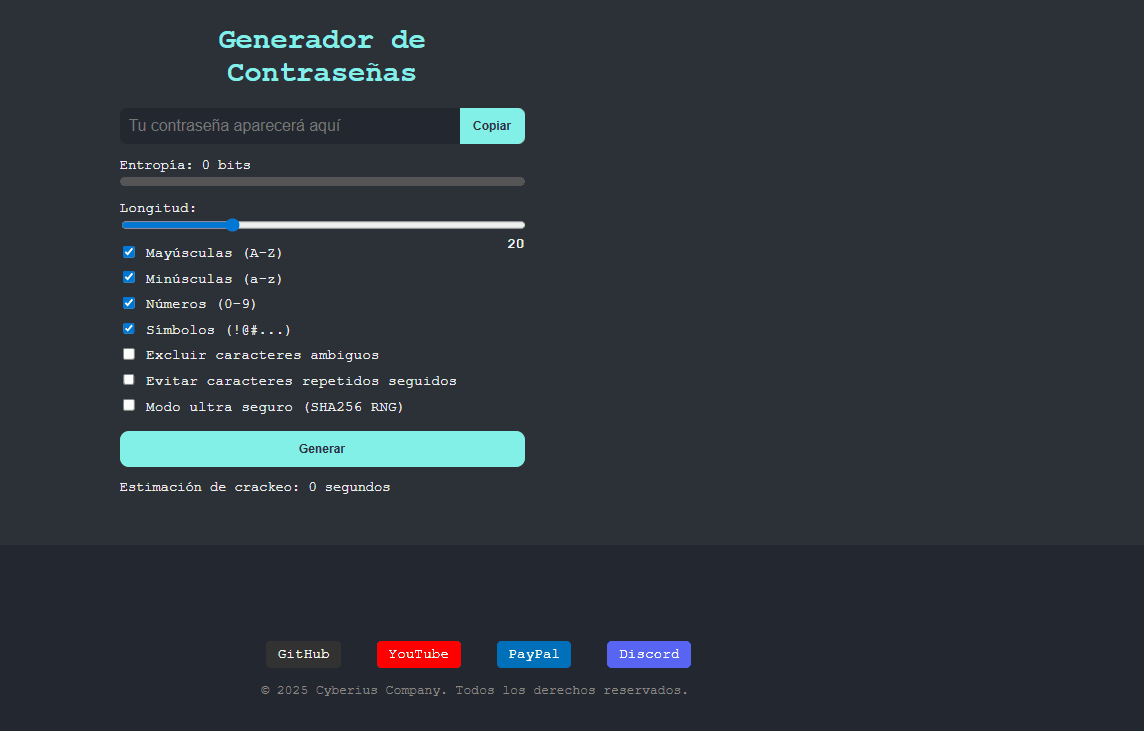 Generador de
Contraseñas
Tu contraseña aparecerá aquí
Copiar
Entropía: 0 bits
Longitud:
20
Mayúsculas (A-Z)
Minúsculas (a-z)
Números (0-9)
Símbolos (!@#...)
Excluir caracteres ambiguos
Evitar caracteres repetidos seguidos
Modo ultra seguro (SHA256 RNG)
Generar
Estimación de crackeo: 0 segundos
GitHub
YouTube
PayPal
Discord
© 2025 Cyberius Company. Todos los derechos reservados.